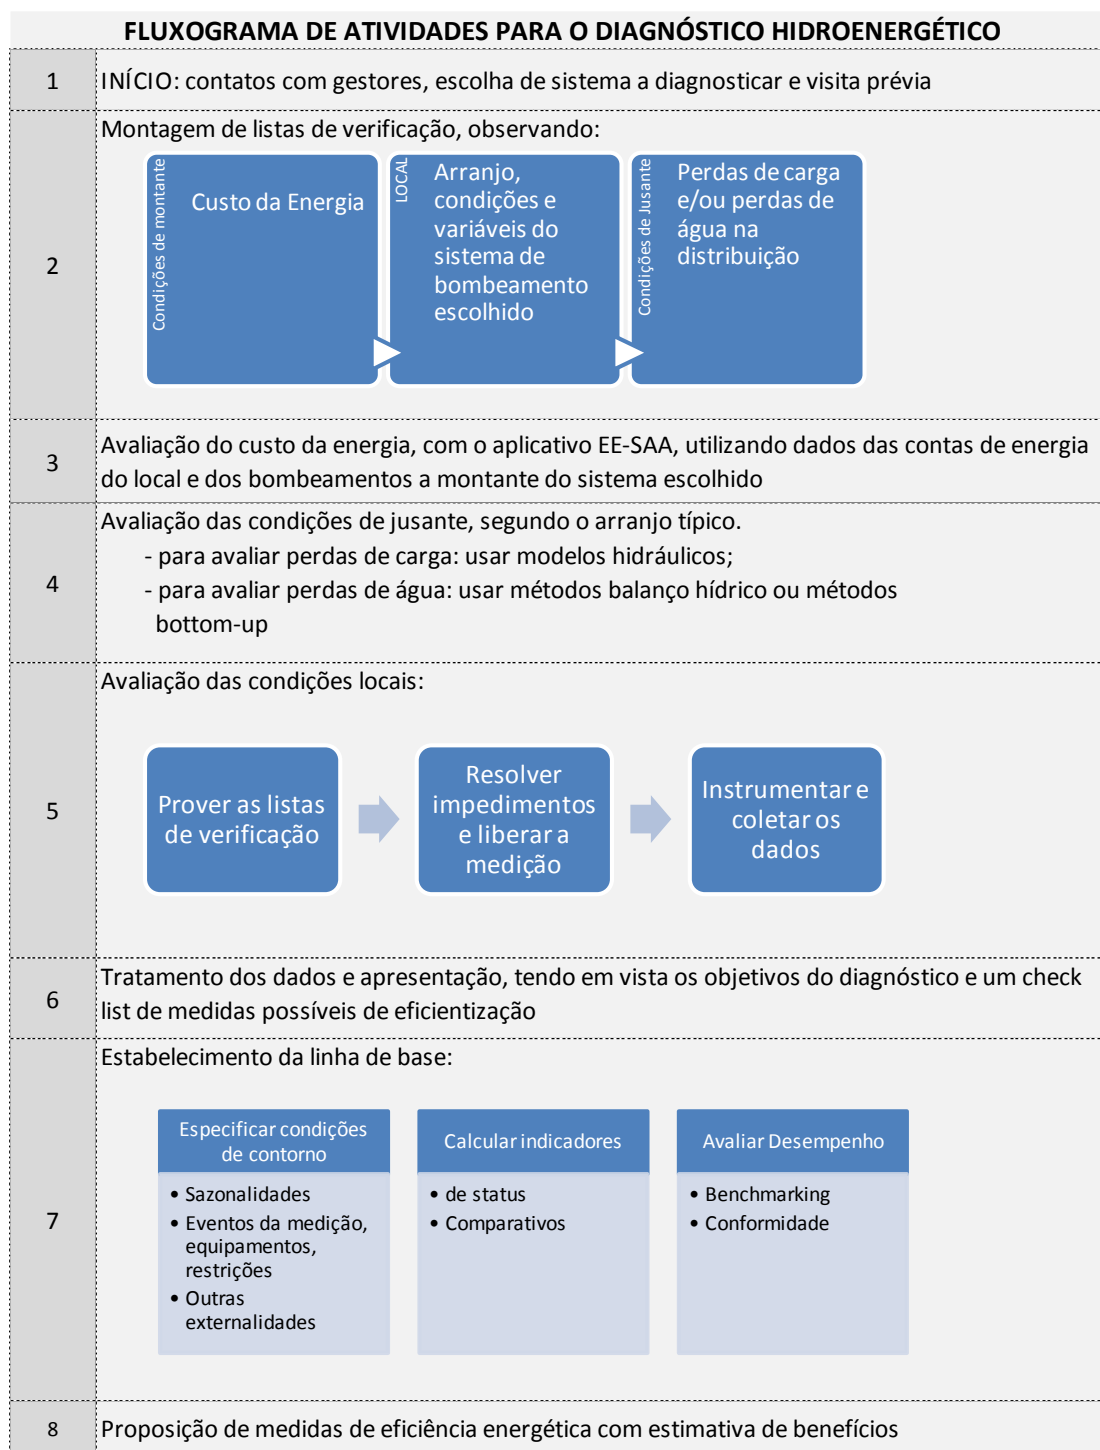 FLUXOGRAMA DE ATIVIDADES PARA O DIAGNÓSTICO HIDROENERGÉTICO
1
INÍCIO: contatos com gestores, escolha de sistema a diagnosticar e visita prévia
2
Montagem de listas de verificação, observando:
Condições de montante
Custo da Energia
LOCAL
Arranjo,
condições e
variáveis do
sistema de
bombeamento
escolhido
Condições de Jusante
Perdas de carga
e/ou perdas de
água na
distribuição
3
Avaliação do custo da energia, com o aplicativo EE-SAA, utilizando dados das contas de energia
do local e dos bombeamentos a montante do sistema escolhido
4
Avaliação das condições de jusante, segundo o arranjo típico.
- para avaliar perdas de carga: usar modelos hidráulicos;
- para avaliar perdas de água: usar métodos balanço hídrico ou métodos
bottom-up
5
Avaliação das condições locais:
Prover as listas
de verificação
Resolver
impedimentos
e liberar a
medição
Instrumentar e
coletar os
dados
6
Tratamento dos dados e apresentação, tendo em vista os objetivos do diagnóstico e um check
list de medidas possíveis de eficientização
7
Estabelecimento da linha de base:
Especificar condições
de contorno
• Sazonalidades
• Eventos da medição,
equipamentos,
restrições
• Outras
externalidades
Calcular indicadores
• de status
• Comparativos
Avaliar Desempenho
• Benchmarking
• Conformidade
8
Proposição de medidas de eficiência energética com estimativa de benefícios